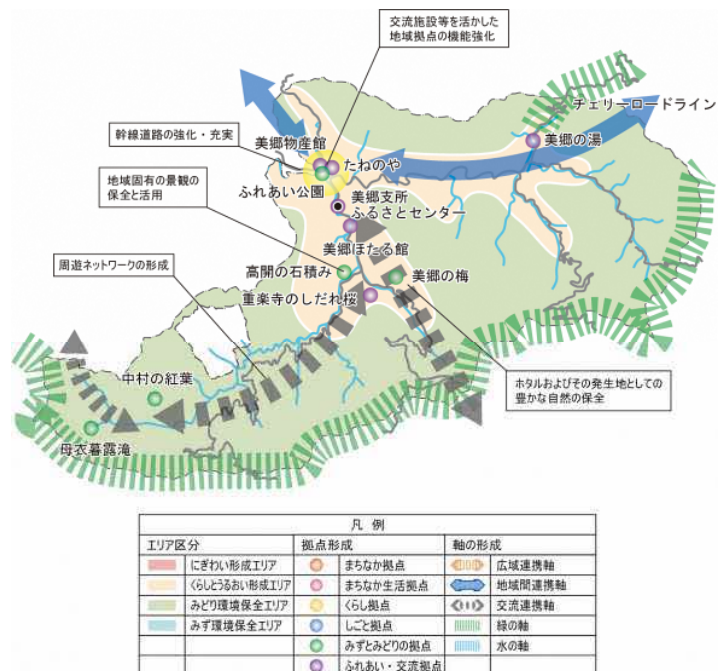 交流施設等を活かした
地域拠点の機能強化
チェリーロードライン
幹線道路の強化・充実
美郷物産館
たねのや
美郷の湯
地域固有の景観の
保全と活用
ふれあい公園
美郷支所
ふるさとセンター
美郷ほたる館
周遊ネットワークの形成
高開の石積み
美郷の梅
重楽寺のしだれ桜
中村の紅葉
ホタルおよびその発生地としての
豊かな自然の保全
母衣暮露滝
凡 例
エリア区分 拠点形成 軸の形成
にぎわい形成エリア まちなか拠点 広域連携軸
くらしとうるおい形成エリア まちなか生活拠点 地域間連携軸
みどり環境保全エリア くらし拠点 交流連携軸
みず環境保全エリア しごと拠点 緑の軸
みずとみどりの拠点 水の軸
ふれあい・交流拠点